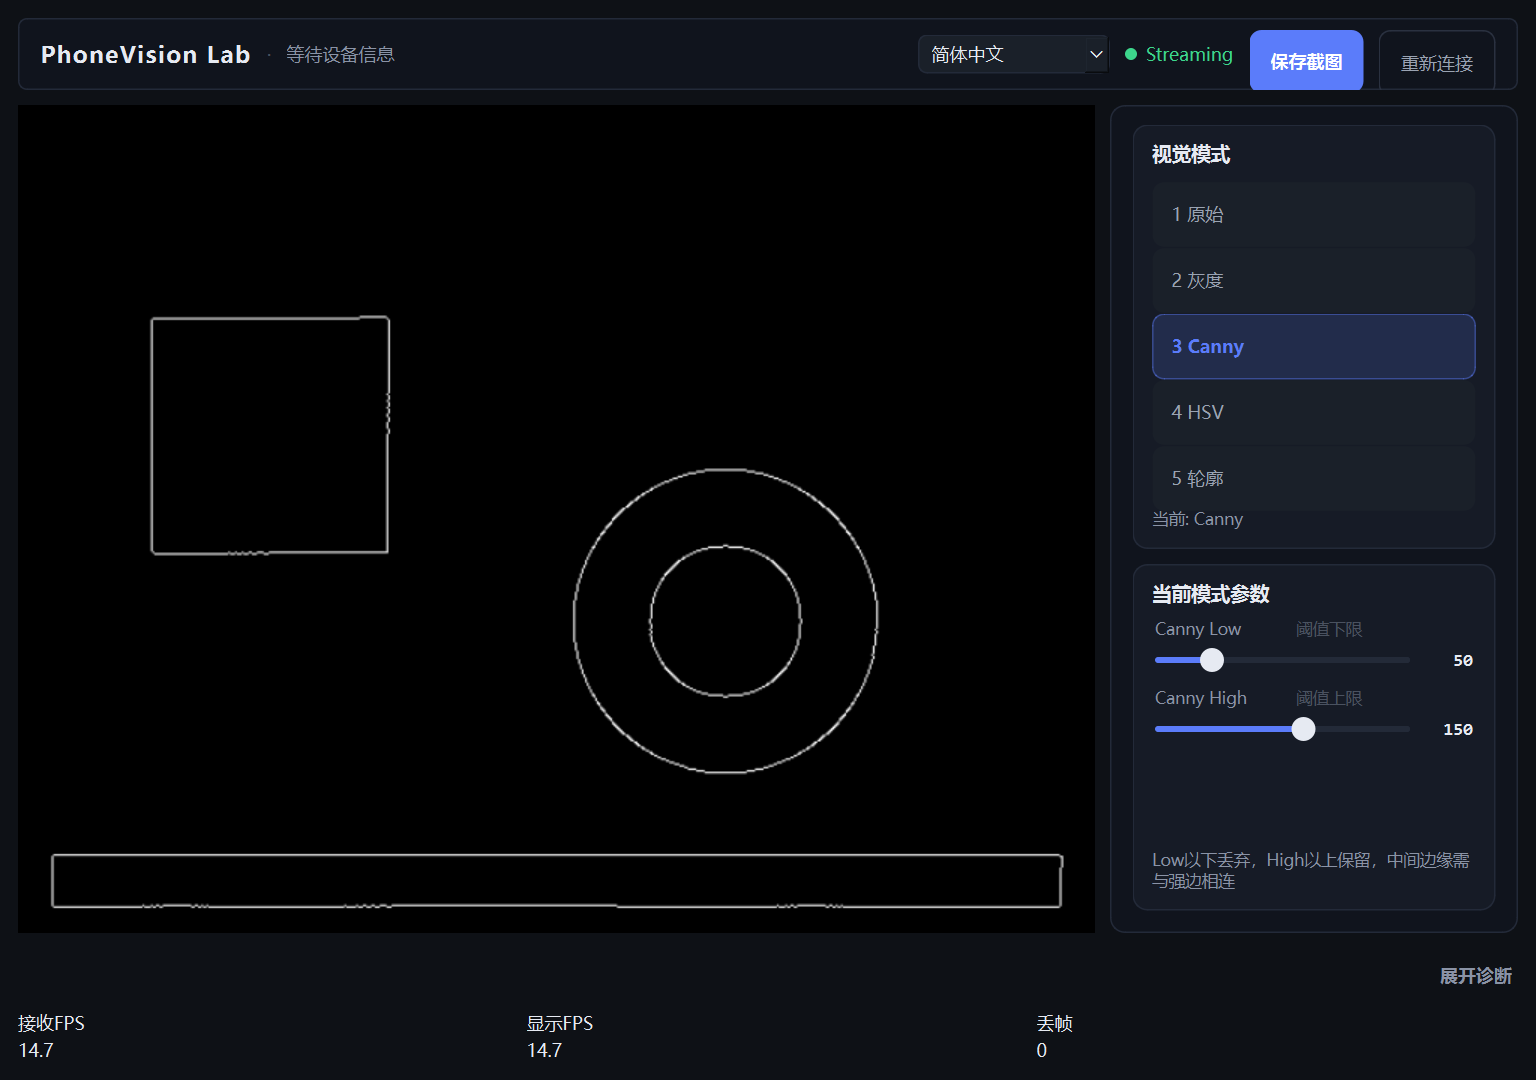 PhoneVision Lab · 等待设备信息
简体中文
Streaming
保存截图
重新连接
视觉模式
1 原始
2 灰度
3 Canny
4 HSV
5 轮廓
当前: Canny
当前模式参数
Canny Low 阈值下限
50
Canny High 阈值上限
150
Low以下丢弃，High以上保留，中间边缘需
与强边相连
展开诊断
接收FPS
14.7
显示FPS
14.7
丢帧
0